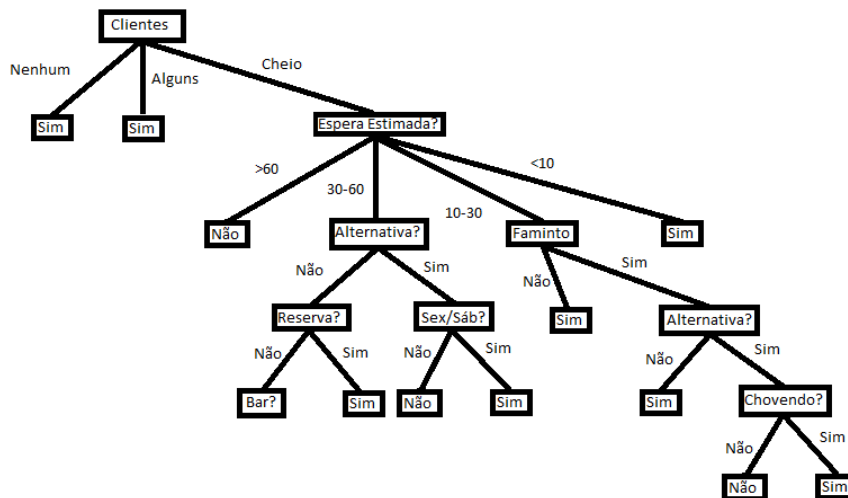 Clientes
Nenhum
Alguns
Cheio
Sim
Sim
Espera Estimada?
>60
30-60
10-30
<10
Não
Alternativa?
Faminto
Sim
Não
Sim
Não
Sim
Reserva?
Sex/Sáb?
Sim
Alternativa?
Não
Sim
Não
Sim
Não
Sim
Bar?
Sim
Não
Sim
Sim
Chovendo?
Não
Sim
Não
Sim